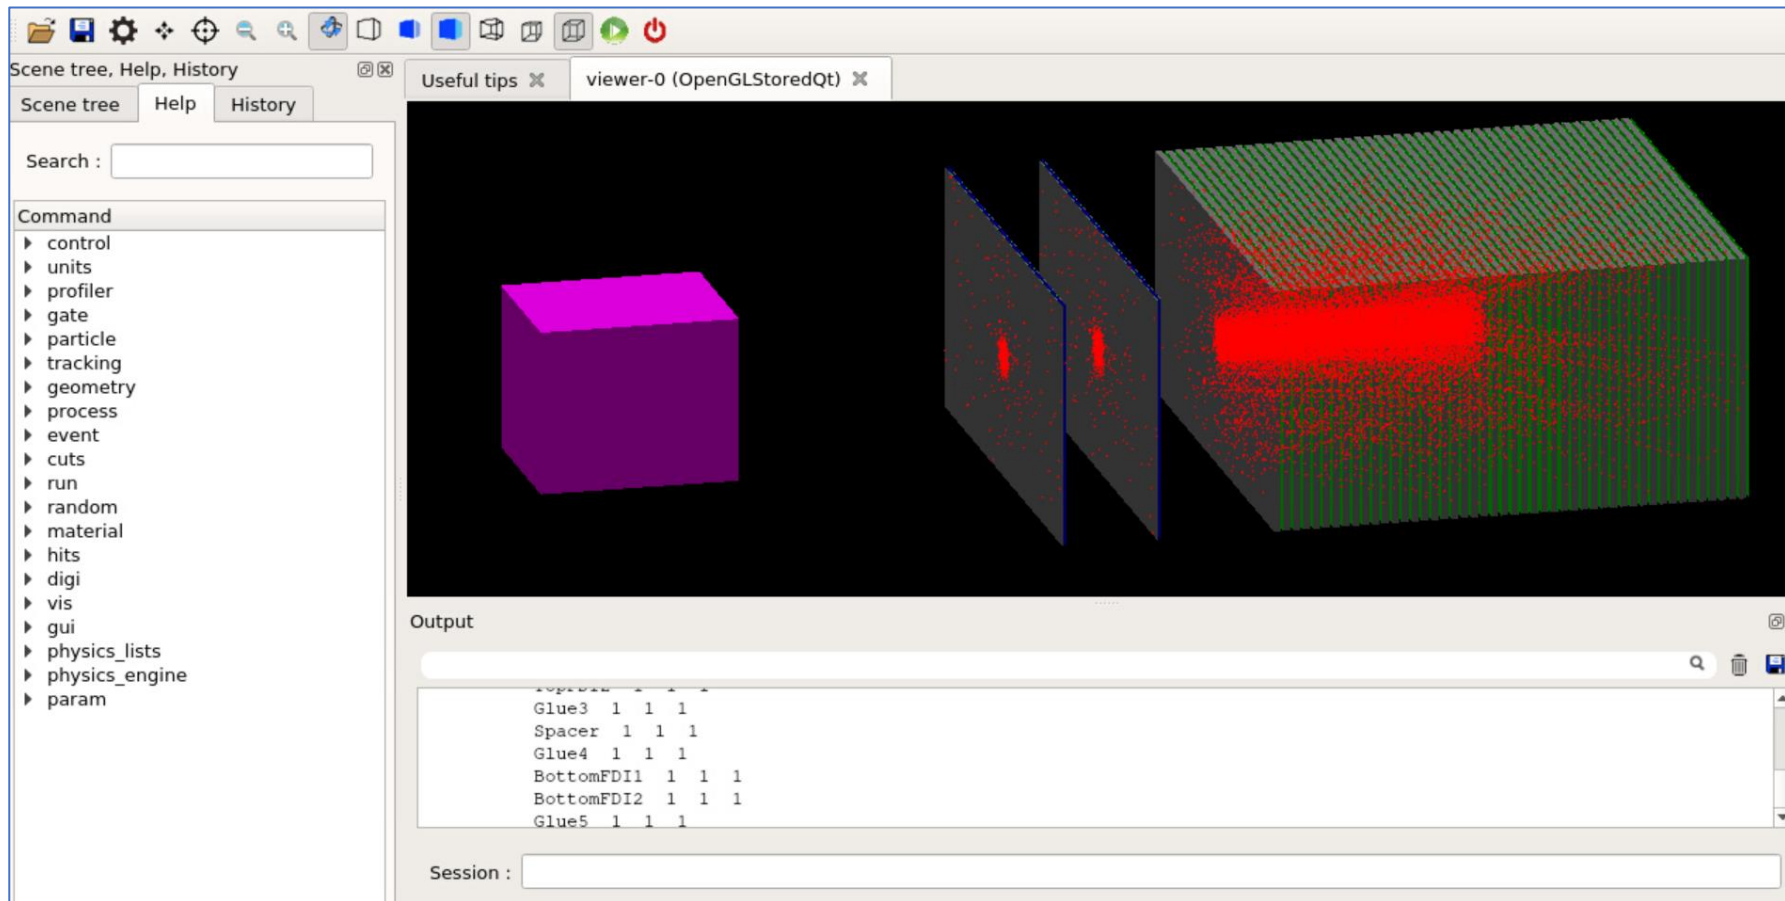 Scene tree, Help, History
Useful tips
viewer-0 (OpenGLStoredQt)
Scene tree
Help
History
Search :
Command
control
units
profiler
gate
particle
tracking
geometry
process
event
cuts
run
random
material
hits
digi
vis
gui
physics_lists
physics_engine
param
Output
Glue3 1 1 1
Spacer 1 1 1
Glue4 1 1 1
BottomFDI1 1 1 1
BottomFDI2 1 1 1
Glue5 1 1 1
Session :